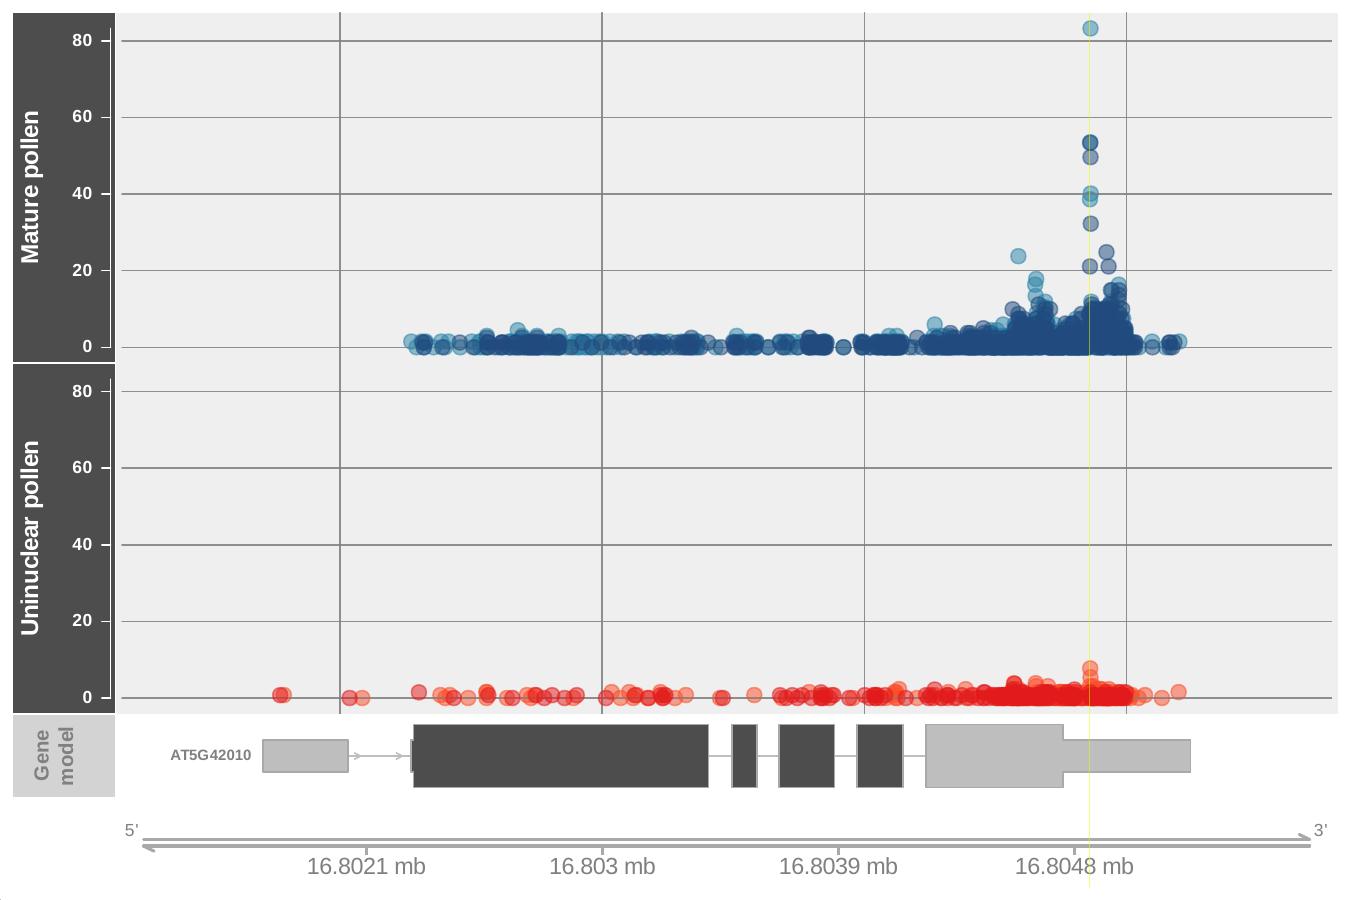 Mature pollen
80
60
40
20
0
Uninuclear pollen
80
60
40
20
0
Gene
model
AT5G42010
5'
3'
16.8021 mb
16.803 mb
16.8039 mb
16.8048 mb